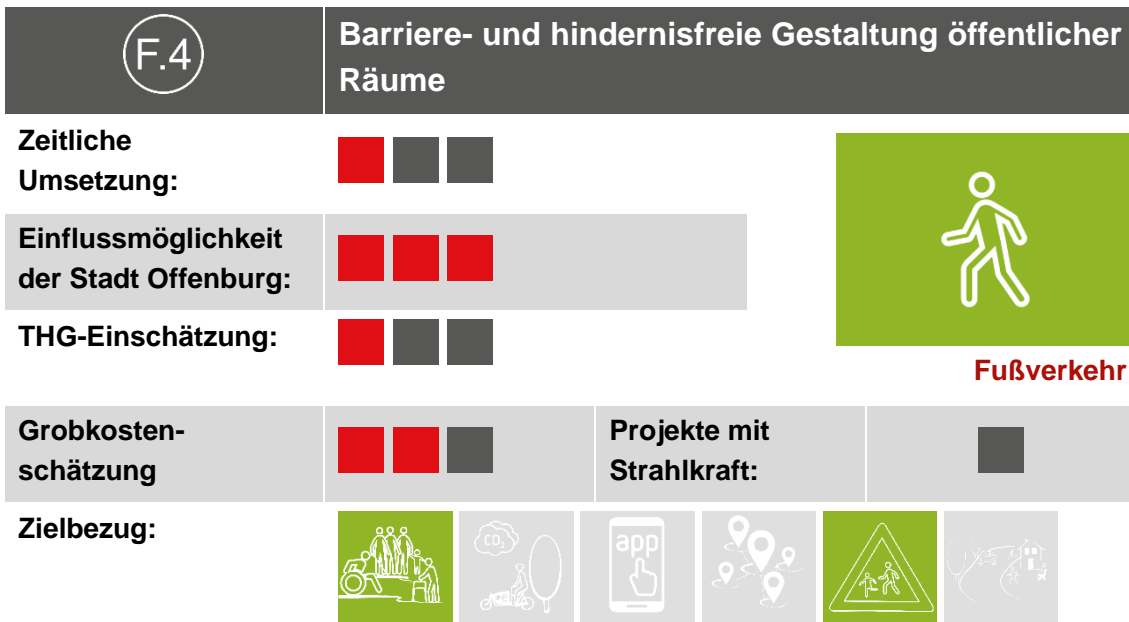 F.4
Barriere- und hindernisfreie Gestaltung öffentlicher
Räume
Zeitliche
Umsetzung:
Einflussmöglichkeit
der Stadt Offenburg:
THG-Einschätzung:
Fußverkehr
Grobkosten-
schätzung
Projekte mit
Strahlkraft:
Zielbezug:
CO2
app